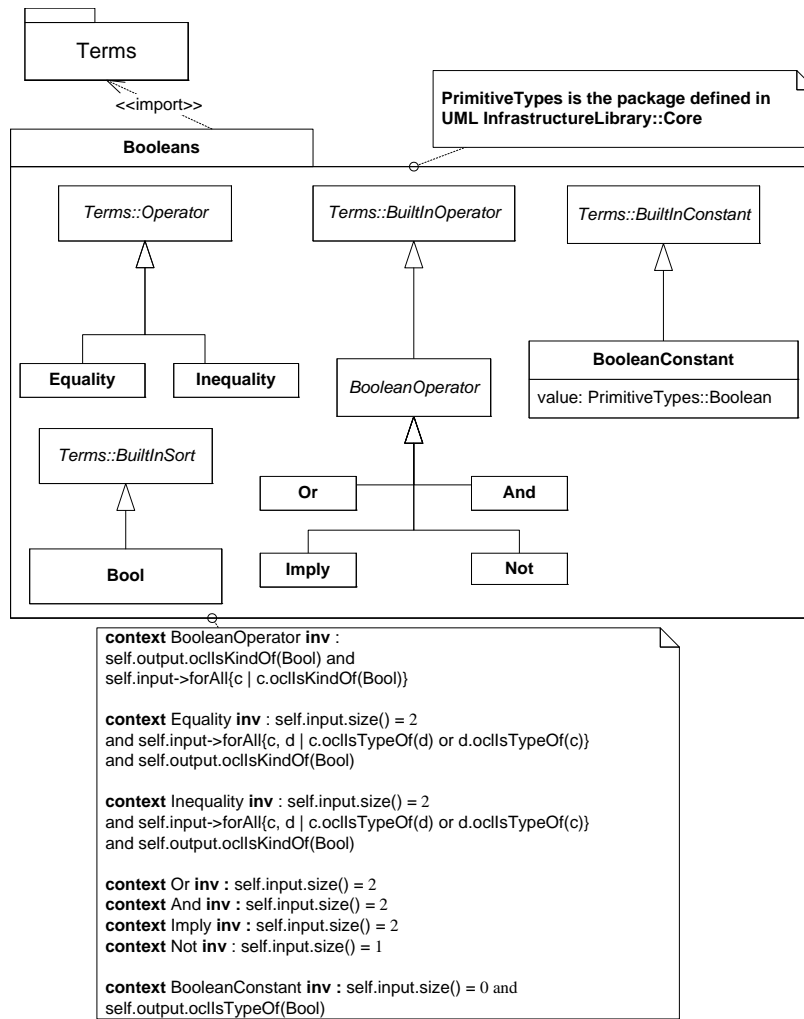 Terms
<<import>>
PrimitiveTypes is the package defined in
UML InfrastructureLibrary::Core
Booleans
Terms::Operator
Terms::BuiltInOperator
Terms::BuiltInConstant
Equality
Inequality
BooleanOperator
BooleanConstant
value: PrimitiveTypes::Boolean
Terms::BuiltInSort
Or
And
Bool
Imply
Not
context BooleanOperator inv :
self.output.oclIsKindOf(Bool) and
self.input->forAll{c | c.oclIsKindOf(Bool)}
context Equality inv : self.input.size() = 2
and self.input->forAll{c, d | c.oclIsTypeOf(d) or d.oclIsTypeOf(c)}
and self.output.oclIsKindOf(Bool)
context Inequality inv : self.input.size() = 2
and self.input->forAll{c, d | c.oclIsTypeOf(d) or d.oclIsTypeOf(c)}
and self.output.oclIsKindOf(Bool)
context Or inv : self.input.size() = 2
context And inv : self.input.size() = 2
context Imply inv : self.input.size() = 2
context Not inv : self.input.size() = 1
context BooleanConstant inv : self.input.size() = 0 and
self.output.oclIsTypeOf(Bool)